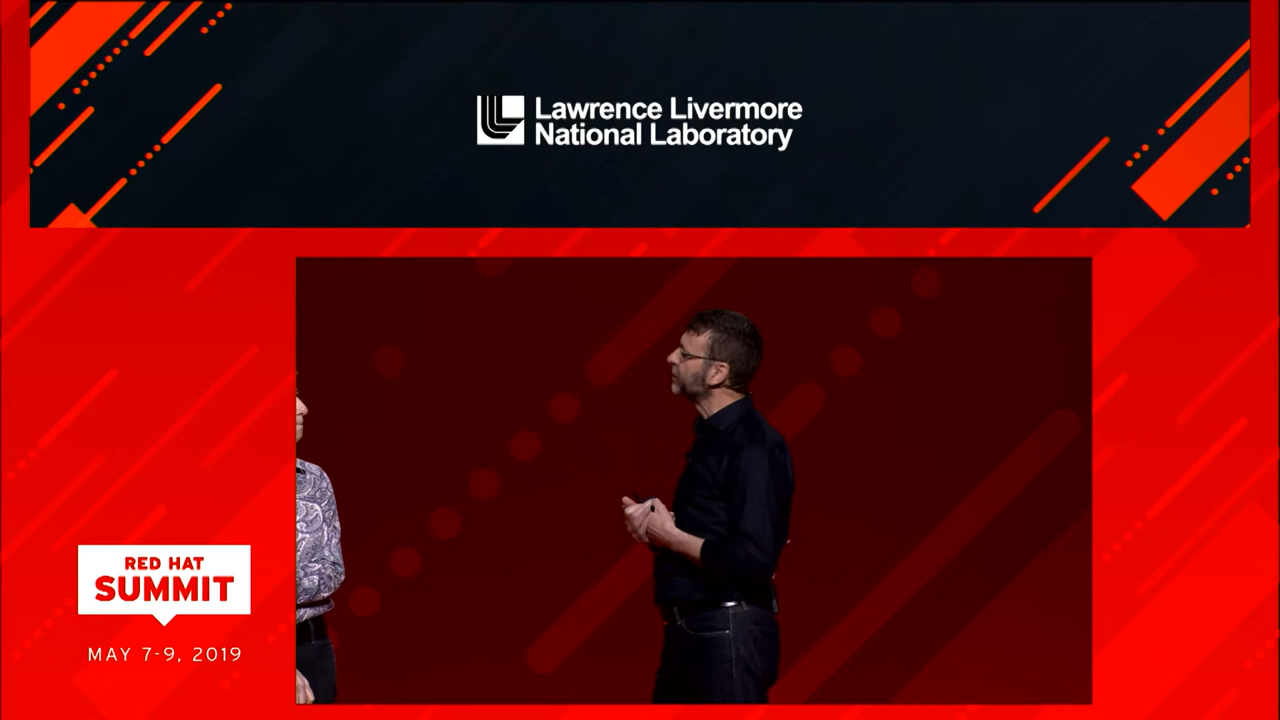 Lawrence Livermore
National Laboratory
RED HAT
SUMMIT
MAY 7-9, 2019